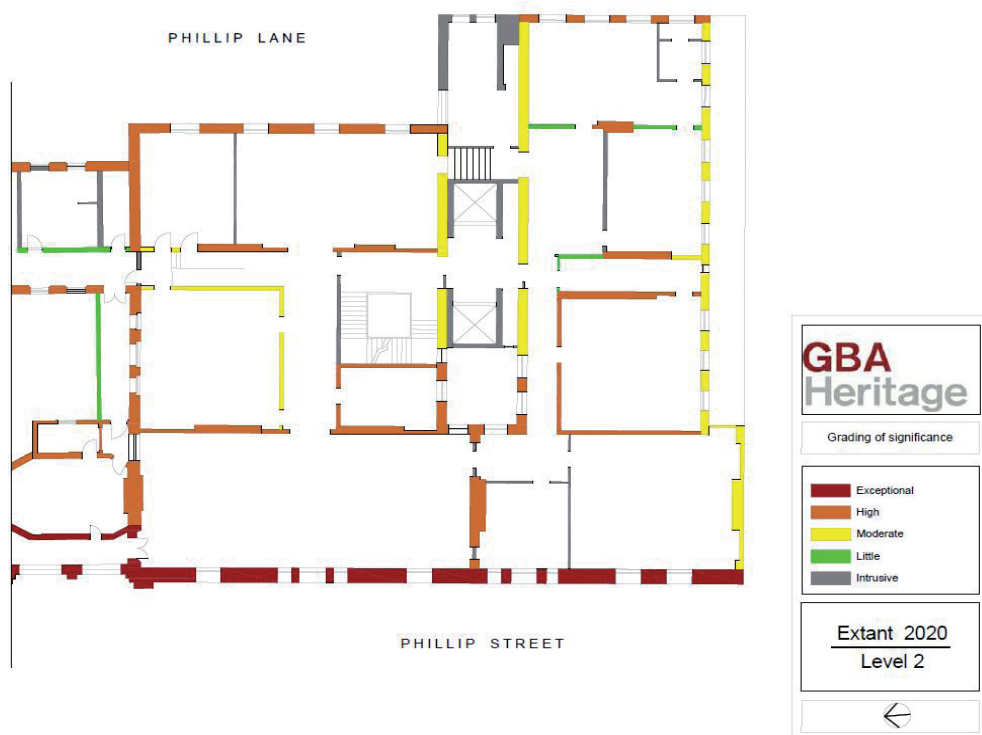 PHILLIP LANE
PHILLIP STREET
GBA
Heritage
Grading of significance
Exceptional
High
Moderate
Little
Intrusive
Extant 2020
Level 2